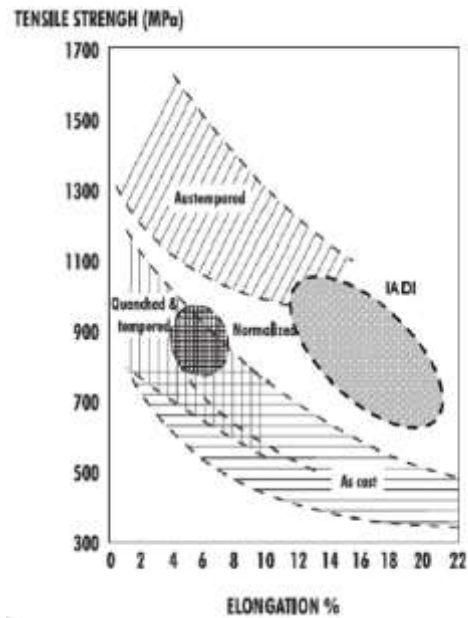 TENSILE STRENGH (MPa)
1700
1500
1300
1100
900
700
500
300
Austempered
IADI
Quenched &
tempered
Normalized
As cast
0 2 4 6 8 10 12 14 16 18 20 22
ELONGATION %